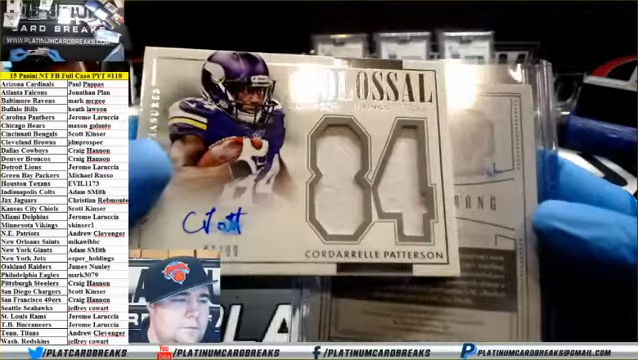 CARD BREAKS
WWW.PLATINUMCARDBREAKS.COM
15 Panini NT FB Full Case PYT #118
Arizona Cardinals Paul Pappas
Atlanta Falcons Jonathan Plan
Baltimore Ravens mark mcgee
Buffalo Bills heath lawson
Carolina Panthers Jerome Laruccia
Chicago Bears mason galante
Cincinnati Bengals Scott Kinser
Cleveland Browns jdmprospec
Dallas Cowboys Craig Hannon
Denver Broncos Craig Hannon
Detroit Lions Jerome Laruccia
Green Bay Packers Michael Russo
Houston Texans EVIL1173
Indianapolis Colts Adam SMith
Jax Jaguars Christian Rebmonte
Kansas City Chiefs Scott Kinser
Miami Dolphins Jerome Laruccia
Minnesota Vikings skinser1
N.E. Patriots Andrew Clevenger
New Orleans Saints mikawlbbc
New York Giants Adam SMith
New York Jets esper_holdings
Oakland Raiders James Nunley
Philadelphia Eagles mark3079
Pittsburgh Steelers Craig Hannon
San Diego Chargers Scott Kinser
San Francisco 49ers Craig Hannon
Seattle Seahawks jeffrey cowart
St. Louis Rams Jerome Laruccia
T.B. Buccaneers Jerome Laruccia
Tenn. Titans Andrew Clevenger
Wash. Redskins jeffrey cowart
COLOSSAL
84
CORDARRELLE PATTERSON
/PLATCARDBREAKS
You Tube /PLATINUMCARDBREAKS
f /PLATINUMCARDBREAKS
P PLATINUMCARDBREAKS@GMAIL.COM